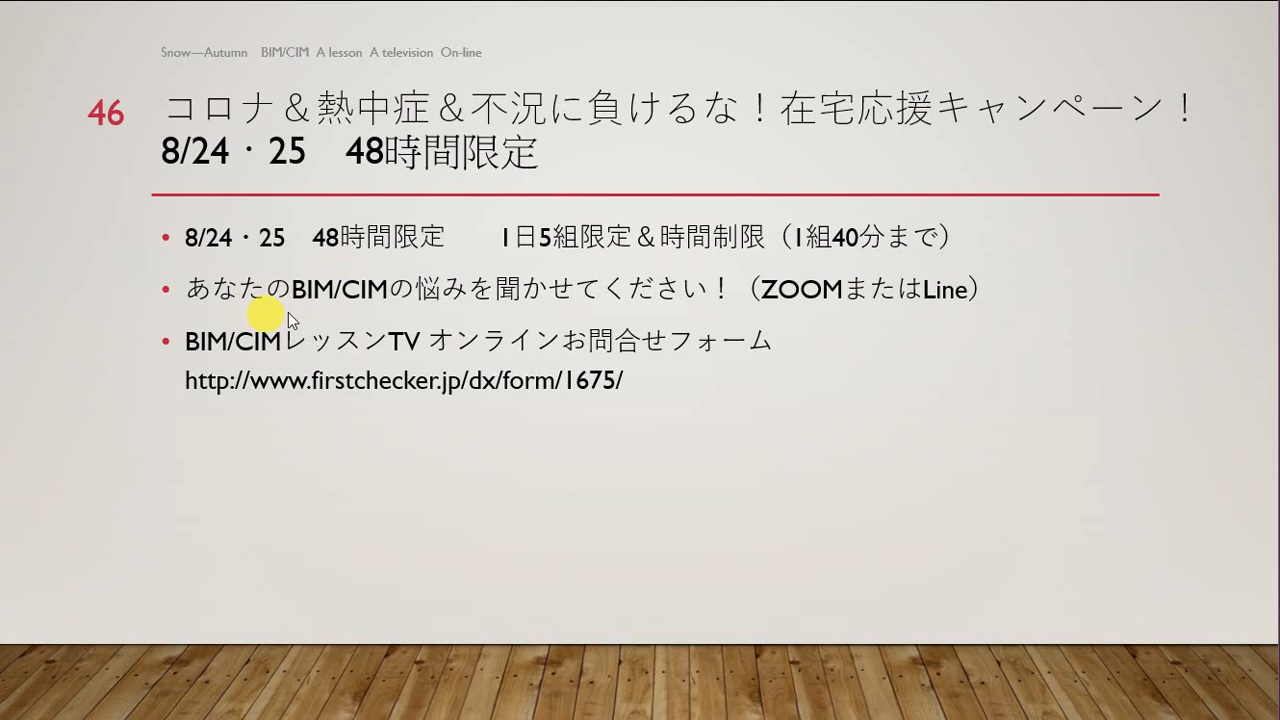 Snow—Autumn BIM/CIM A lesson A television On-line
46
コロナ＆熱中症＆不況に負けるな！在宅応援キャンペーン！
8/24・25　48時間限定
• 8/24・25　48時間限定　　1日5組限定＆時間制限（1組40分まで）
• あなたのBIM/CIMの悩みを聞かせてください！（ZOOMまたはLine）
• BIM/CIMレッスンTV オンラインお問合せフォーム
http://www.firstchecker.jp/dx/form/1675/